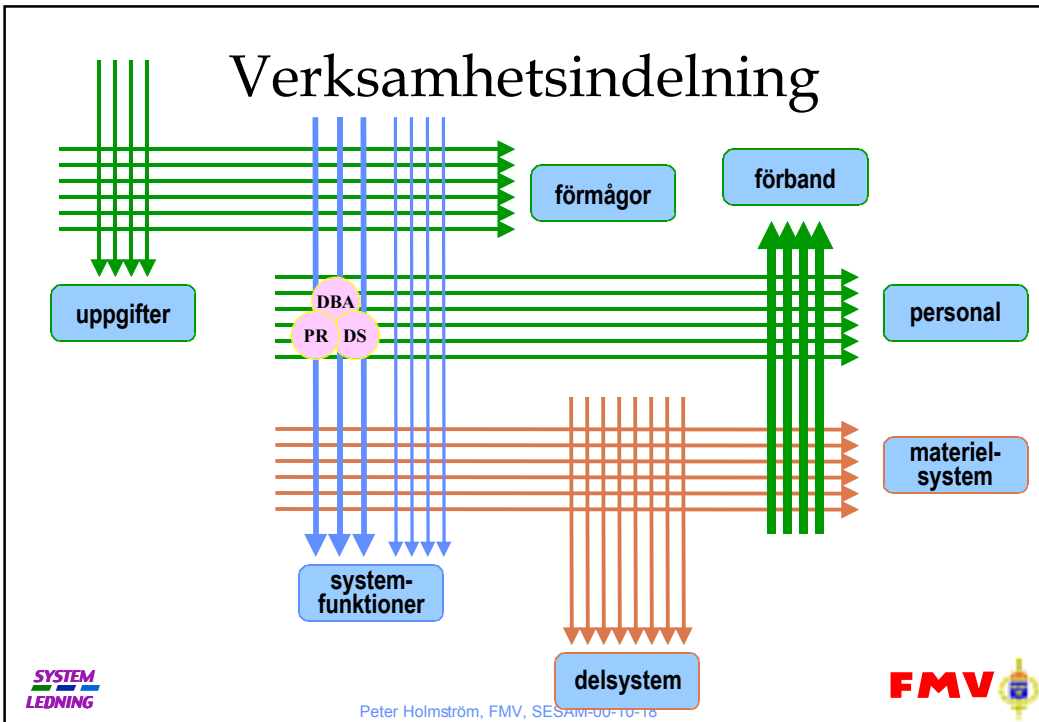 Verksamhetsindelning
förmågor
förband
uppgifter
DBA
PR DS
personal
materiel-
system
system-
funktioner
delsystem
SYSTEM
LEDNING
Peter Holmström, FMV, SESAM-00-10-18
FMV